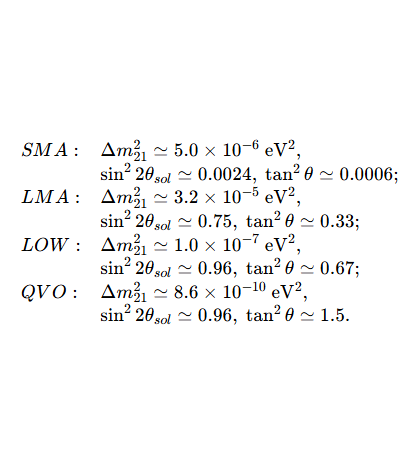 SMA : Δm²₂₁ ≃ 5.0 × 10⁻⁶ eV²,
sin² 2θ_sol ≃ 0.0024, tan² θ ≃ 0.0006;
LMA : Δm²₂₁ ≃ 3.2 × 10⁻⁵ eV²,
sin² 2θ_sol ≃ 0.75, tan² θ ≃ 0.33;
LOW : Δm²₂₁ ≃ 1.0 × 10⁻⁷ eV²,
sin² 2θ_sol ≃ 0.96, tan² θ ≃ 0.67;
QVO : Δm²₂₁ ≃ 8.6 × 10⁻¹⁰ eV²,
sin² 2θ_sol ≃ 0.96, tan² θ ≃ 1.5.